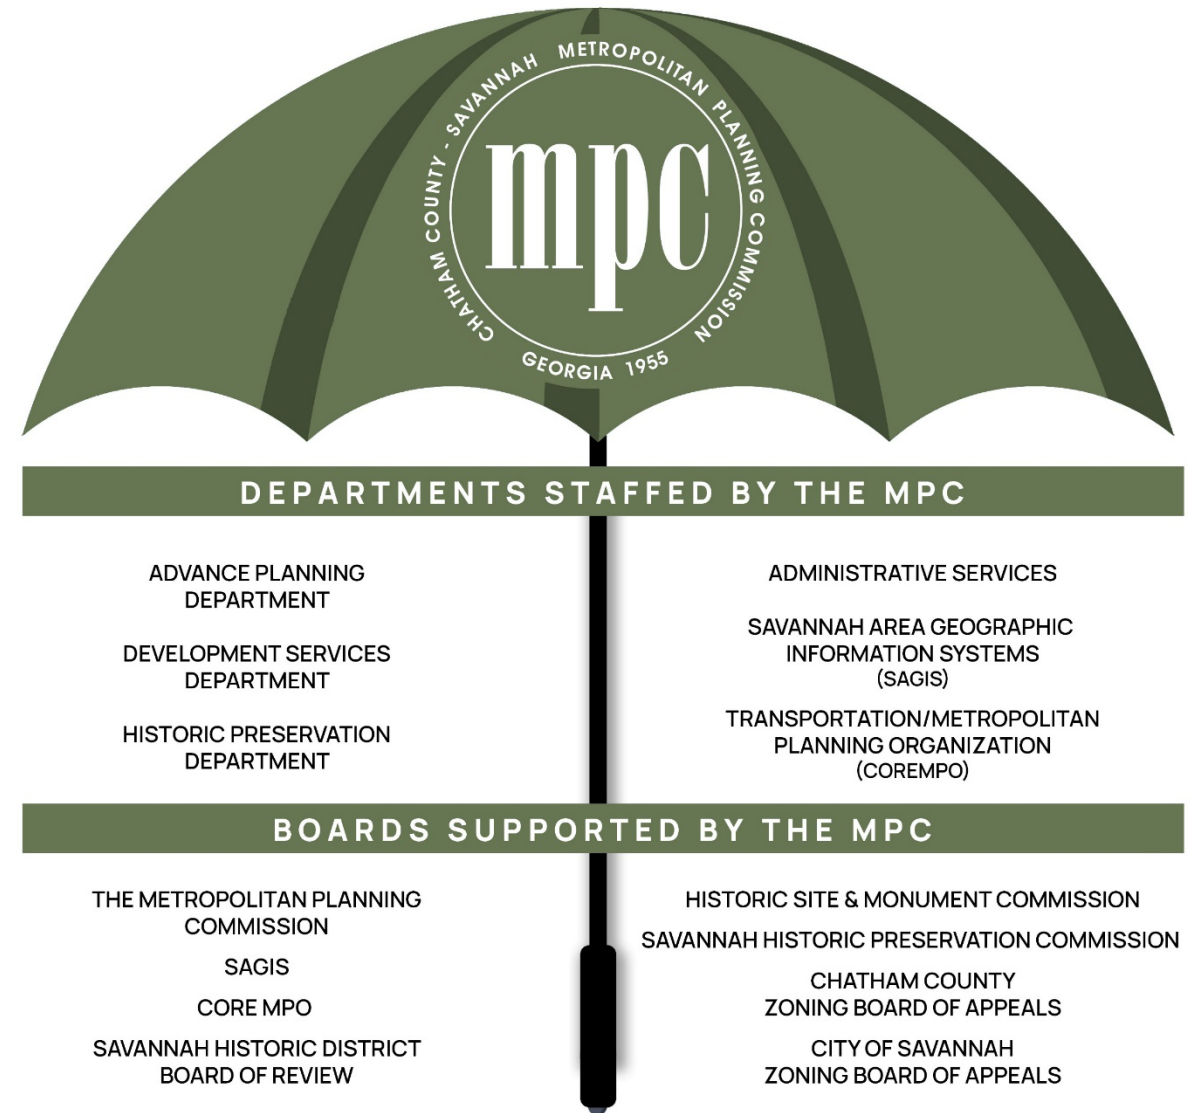 CHATHAM COUNTY - SAVANNAH METROPOLITAN PLANNING COMMISSION
mpc
GEORGIA 1955
DEPARTMENTS STAFFED BY THE MPC
ADVANCE PLANNING
DEPARTMENT
DEVELOPMENT SERVICES
DEPARTMENT
HISTORIC PRESERVATION
DEPARTMENT
ADMINISTRATIVE SERVICES
SAVANNAH AREA GEOGRAPHIC
INFORMATION SYSTEMS
(SAGIS)
TRANSPORTATION/METROPOLITAN
PLANNING ORGANIZATION
(COREMPO)
BOARDS SUPPORTED BY THE MPC
THE METROPOLITAN PLANNING
COMMISSION
SAGIS
CORE MPO
SAVANNAH HISTORIC DISTRICT
BOARD OF REVIEW
HISTORIC SITE & MONUMENT COMMISSION
SAVANNAH HISTORIC PRESERVATION COMMISSION
CHATHAM COUNTY
ZONING BOARD OF APPEALS
CITY OF SAVANNAH
ZONING BOARD OF APPEALS